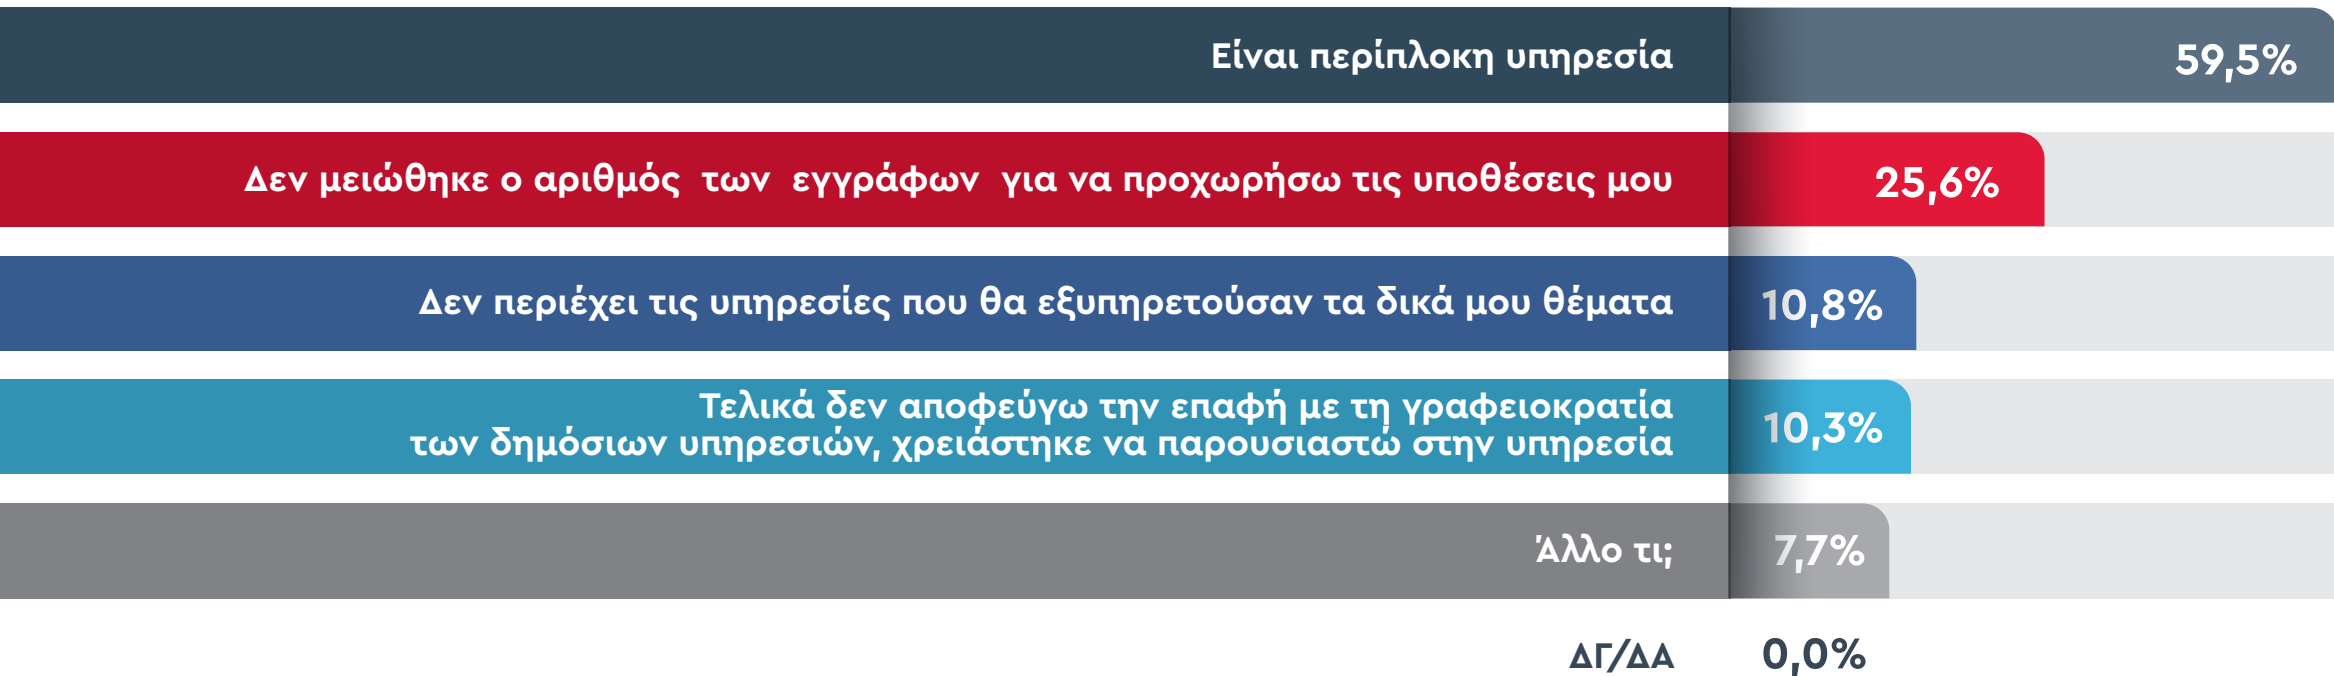 Είναι περίπλοκη υπηρεσία 59,5%
Δεν μειώθηκε ο αριθμός των εγγράφων για να προχωρήσω τις υποθέσεις μου 25,6%
Δεν περιέχει τις υπηρεσίες που θα εξυπηρετούσαν τα δικά μου θέματα 10,8%
Τελικά δεν αποφεύγω την επαφή με τη γραφειοκρατία
των δημόσιων υπηρεσιών, χρειάστηκε να παρουσιαστώ στην υπηρεσία 10,3%
Άλλο τι; 7,7%
ΔΓ/ΔΑ 0,0%